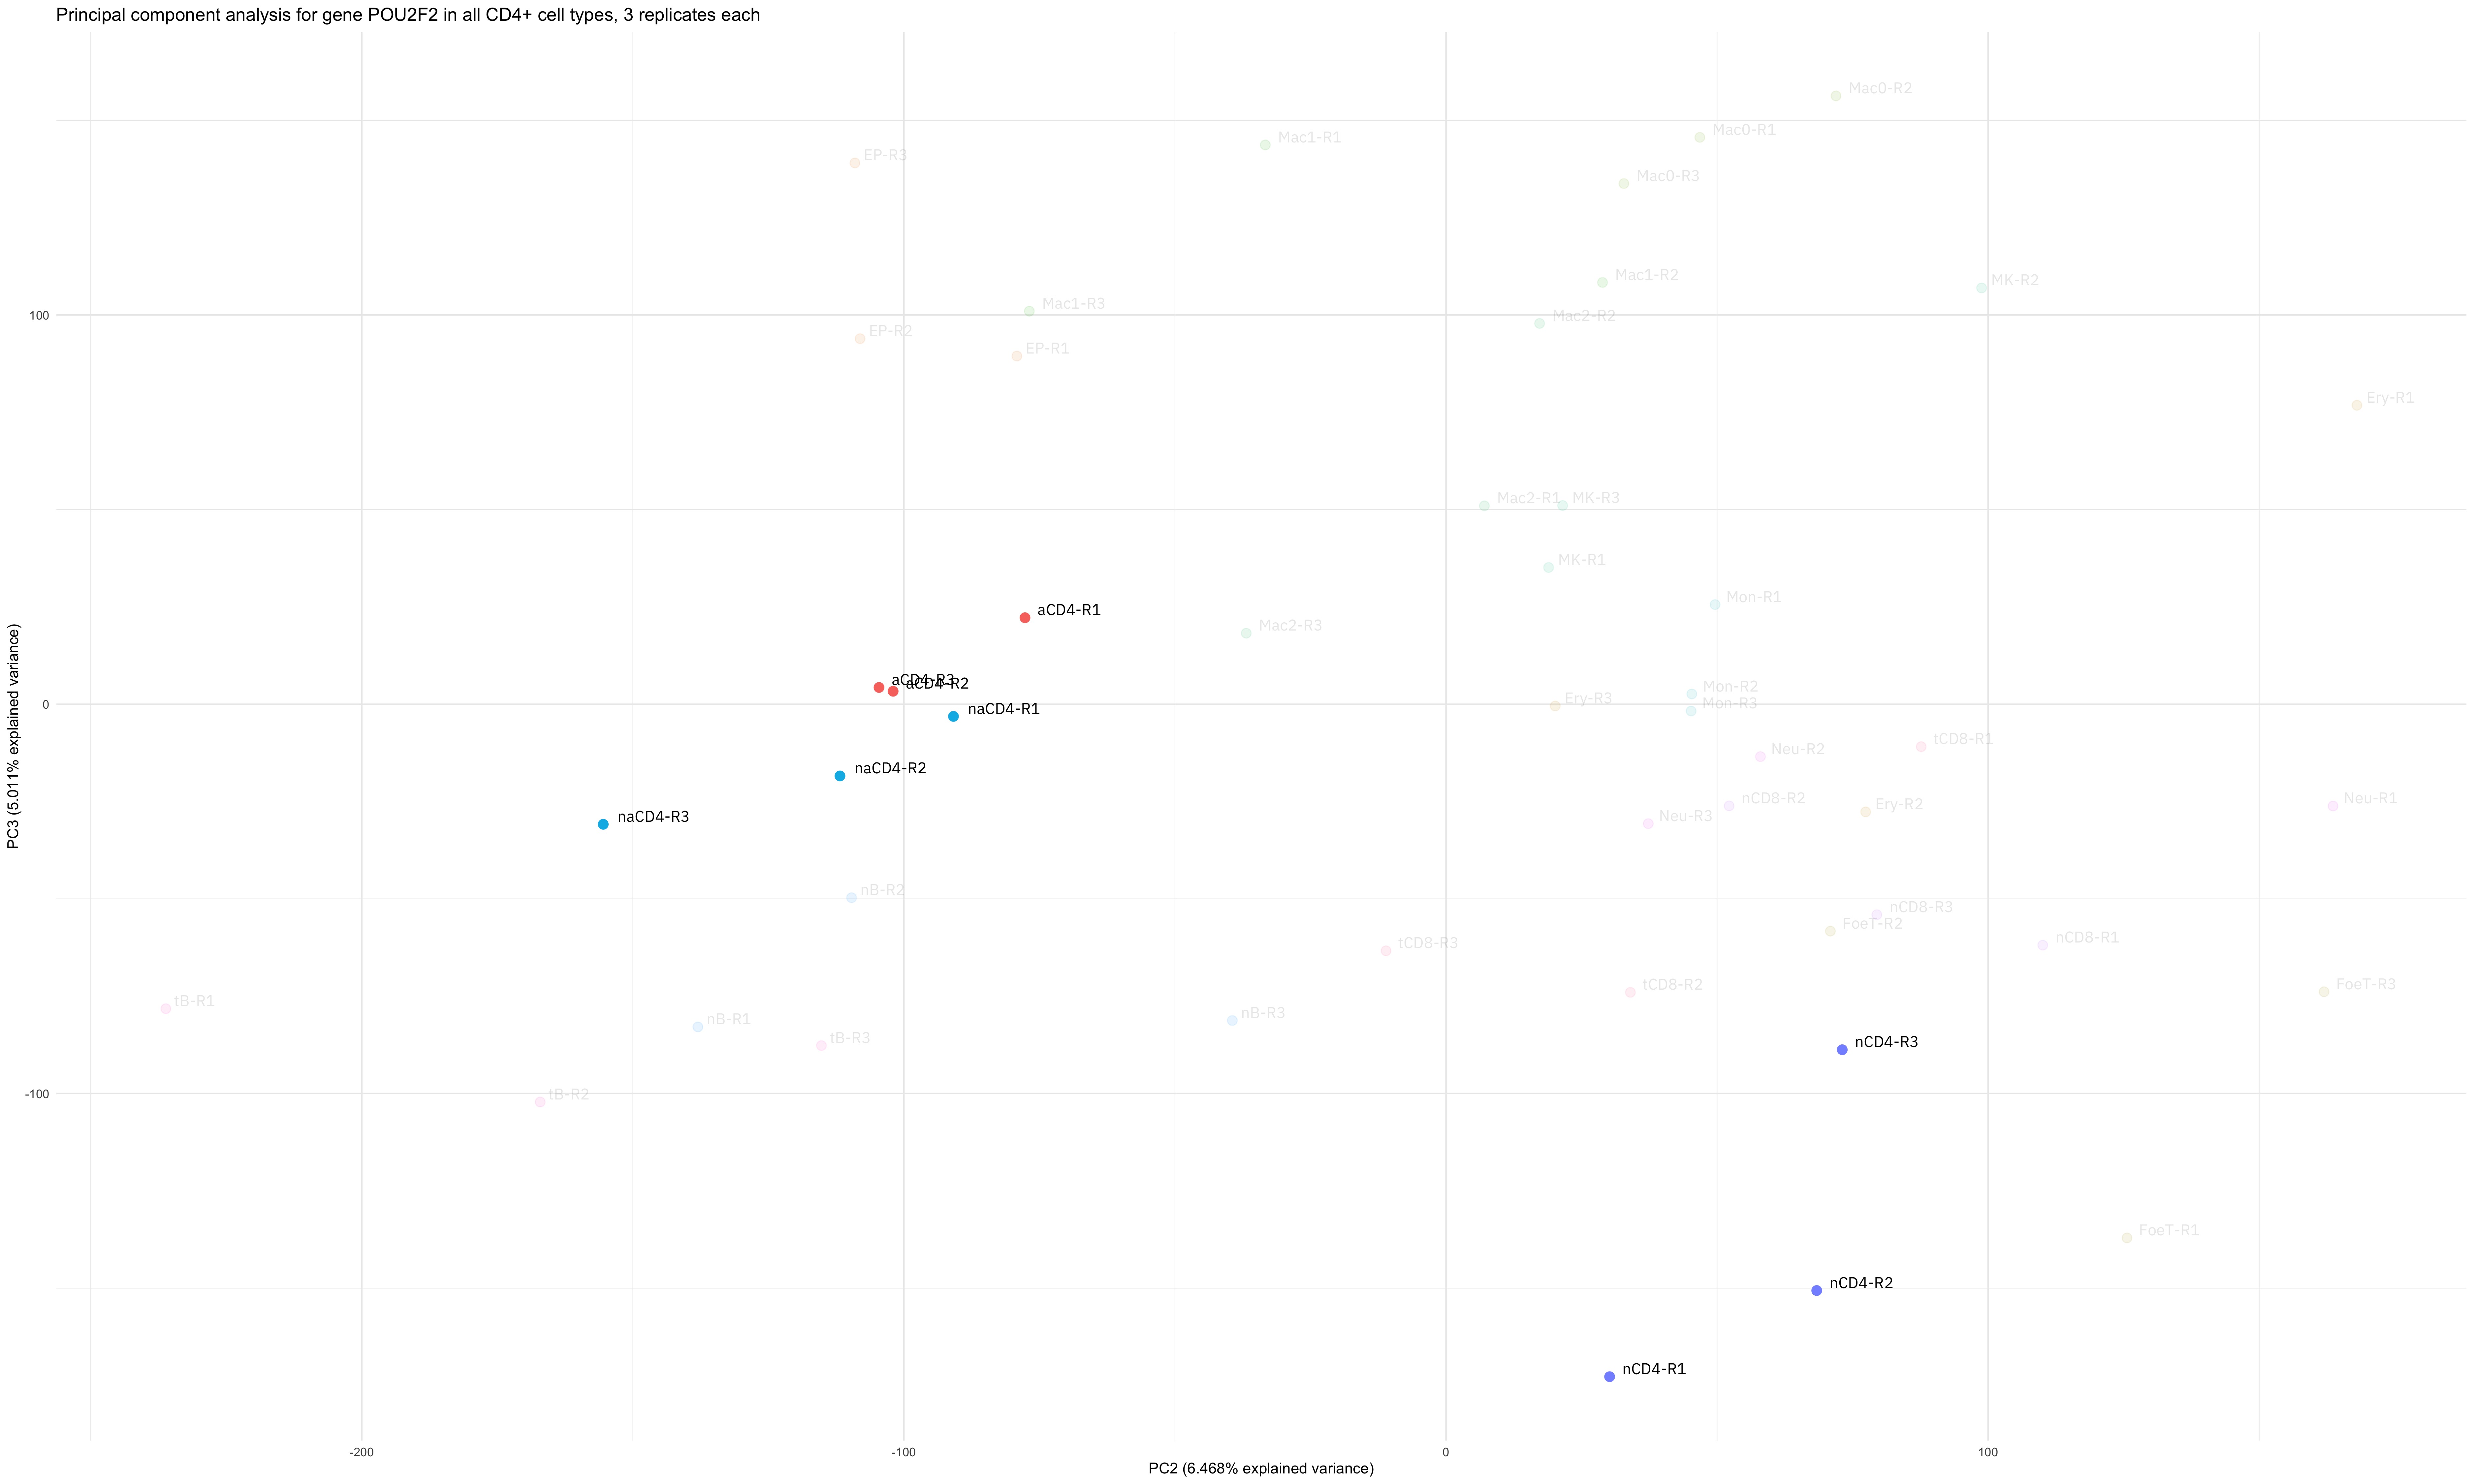 Principal component analysis for gene POU2F2 in all CD4+ cell types, 3 replicates each
Mac0-R2
Mac0-R1
Mac1-R1
EP-R3
Mac0-R3
Mac1-R2
MK-R2
Mac1-R3
100
Mac2-R2
EP-R2
EP-R1
Ery-R1
Mac2-R1
MK-R3
MK-R1
Mon-R1
aCD4-R1
Mac2-R3
aCD4-R3
aCD4-R2
Mon-R2
Ery-R3
Mon-R3
0
naCD4-R1
tCD8-R1
Neu-R2
naCD4-R2
nCD8-R2
Neu-R1
Ery-R2
naCD4-R3
Neu-R3
PC3 (5.011% explained variance)
nB-R2
nCD8-R3
FoeT-R2
nCD8-R1
tCD8-R3
tCD8-R2
FoeT-R3
tB-R1
nB-R1
nB-R3
tB-R3
nCD4-R3
-100
tB-R2
FoeT-R1
nCD4-R2
nCD4-R1
-200
-100
0
100
PC2 (6.468% explained variance)